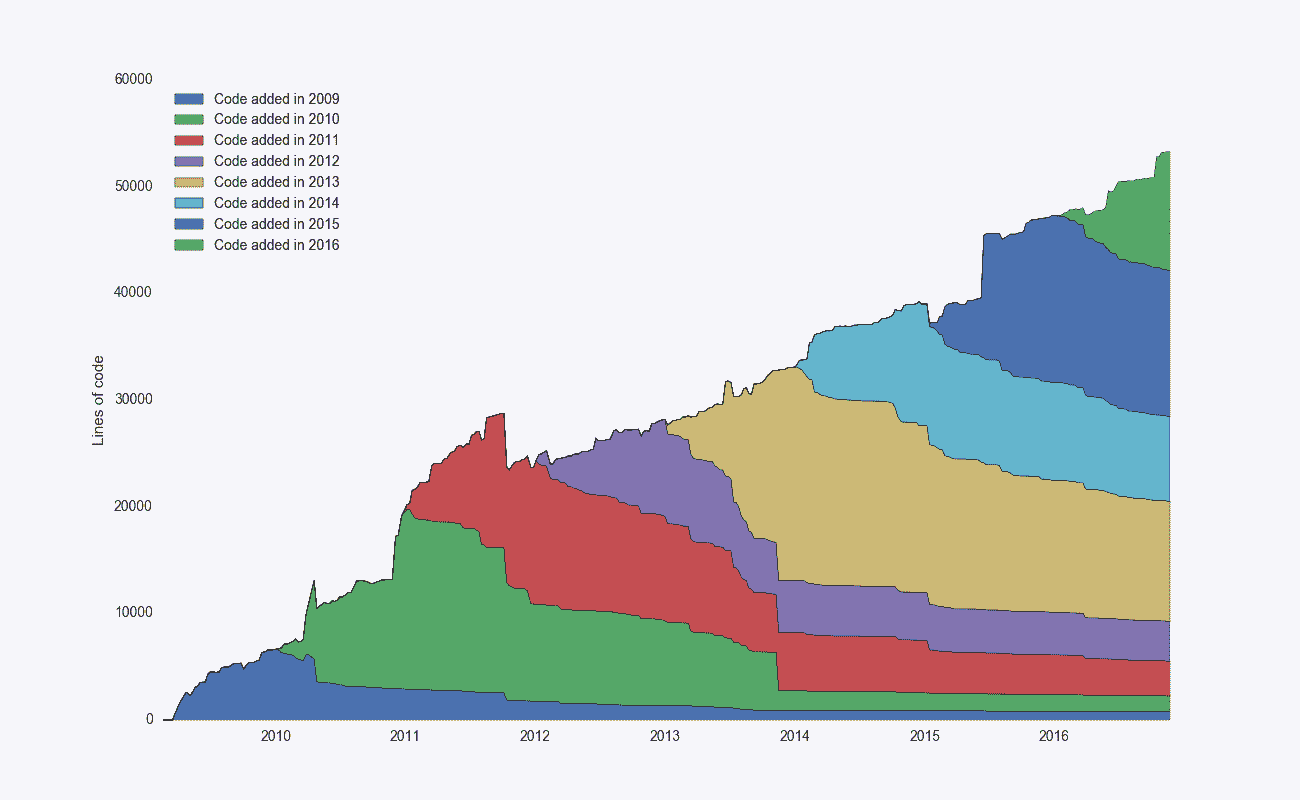 60000
50000
40000
30000
20000
10000
0
Lines of code
Code added in 2009
Code added in 2010
Code added in 2011
Code added in 2012
Code added in 2013
Code added in 2014
Code added in 2015
Code added in 2016
2010 2011 2012 2013 2014 2015 2016